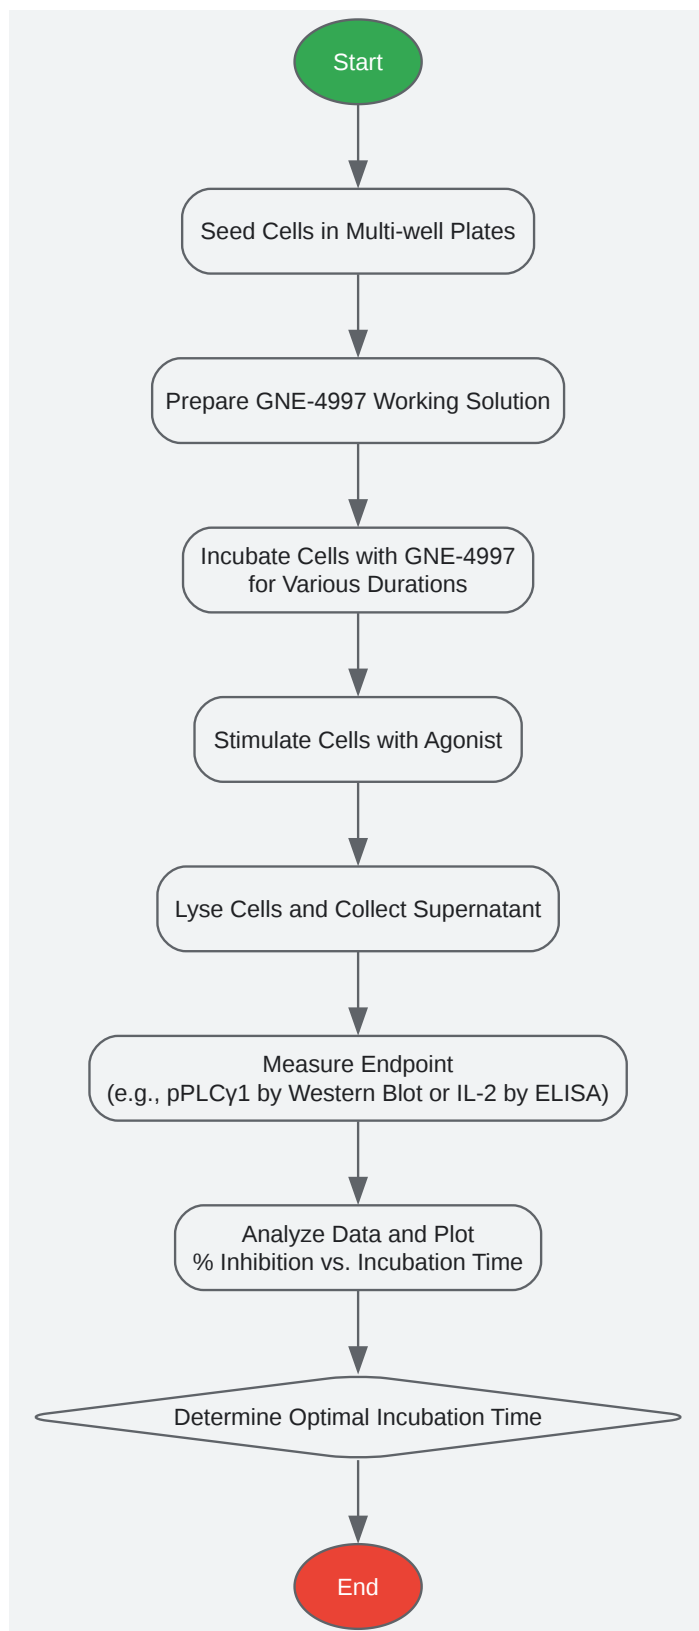 Start
Seed Cells in Multi-well Plates
Prepare GNE-4997 Working Solution
Incubate Cells with GNE-4997
for Various Durations
Stimulate Cells with Agonist
Lyse Cells and Collect Supernatant
Measure Endpoint
(e.g., pPLCγ1 by Western Blot or IL-2 by ELISA)
Analyze Data and Plot
% Inhibition vs. Incubation Time
Determine Optimal Incubation Time
End